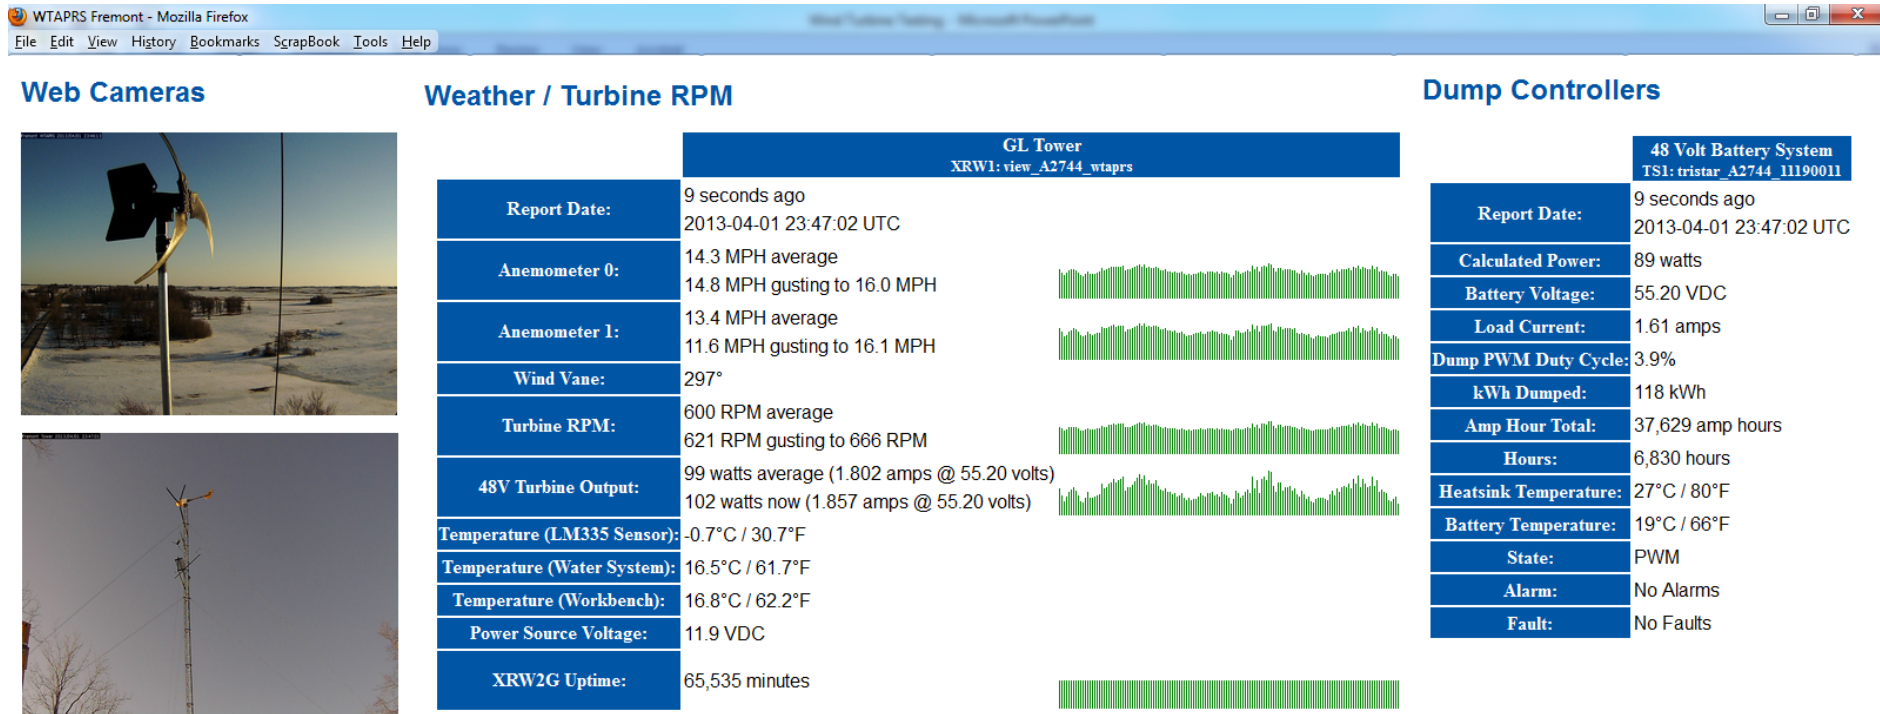 WTAPRS Fremont - Mozilla Firefox
File Edit View History Bookmarks ScrapBook Tools Help
Web Cameras
Weather / Turbine RPM
GL Tower
XRW1: view_A2744_wtaprs
Report Date:
9 seconds ago
2013-04-01 23:47:02 UTC
Anemometer 0:
14.3 MPH average
14.8 MPH gusting to 16.0 MPH
Anemometer 1:
13.4 MPH average
11.6 MPH gusting to 16.1 MPH
Wind Vane:
297°
Turbine RPM:
600 RPM average
621 RPM gusting to 666 RPM
48V Turbine Output:
99 watts average (1.802 amps @ 55.20 volts)
102 watts now (1.857 amps @ 55.20 volts)
Temperature (LM335 Sensor):
-0.7°C / 30.7°F
Temperature (Water System):
16.5°C / 61.7°F
Temperature (Workbench):
16.8°C / 62.2°F
Power Source Voltage:
11.9 VDC
XRW2G Uptime:
65,535 minutes
Dump Controllers
48 Volt Battery System
TS1: tristar_A2744_11190011
Report Date:
9 seconds ago
2013-04-01 23:47:02 UTC
Calculated Power:
89 watts
Battery Voltage:
55.20 VDC
Load Current:
1.61 amps
Dump PWM Duty Cycle:
3.9%
kWh Dumped:
118 kWh
Amp Hour Total:
37,629 amp hours
Hours:
6,830 hours
Heatsink Temperature:
27°C / 80°F
Battery Temperature:
19°C / 66°F
State:
PWM
Alarm:
No Alarms
Fault:
No Faults